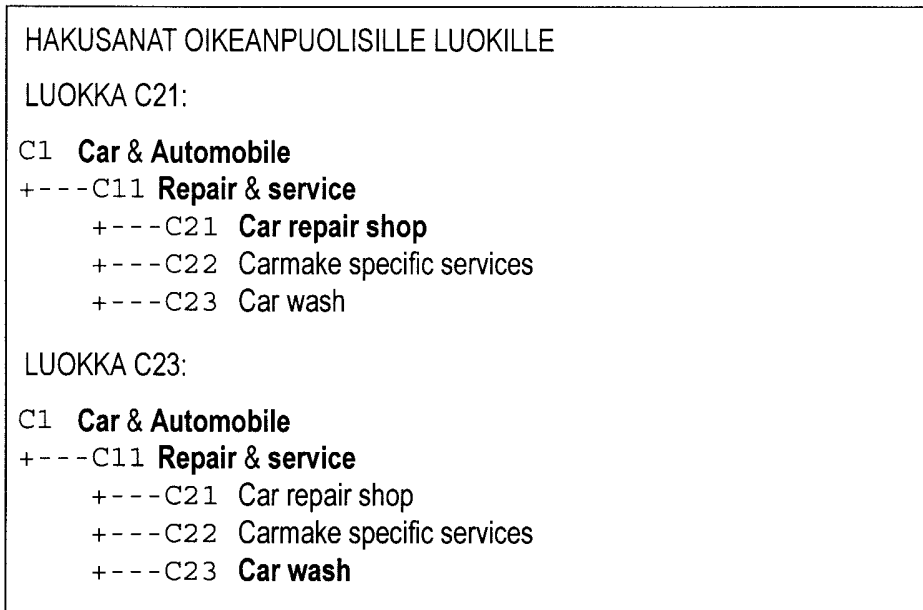 HAKUSANAT OIKEANPUOLISILLE LUOKILLE
LUOKKA C21:
C1 Car & Automobile
+---C11 Repair & service
+---C21 Car repair shop
+---C22 Carmake specific services
+---C23 Car wash
LUOKKA C23:
C1 Car & Automobile
+---C11 Repair & service
+---C21 Car repair shop
+---C22 Carmake specific services
+---C23 Car wash